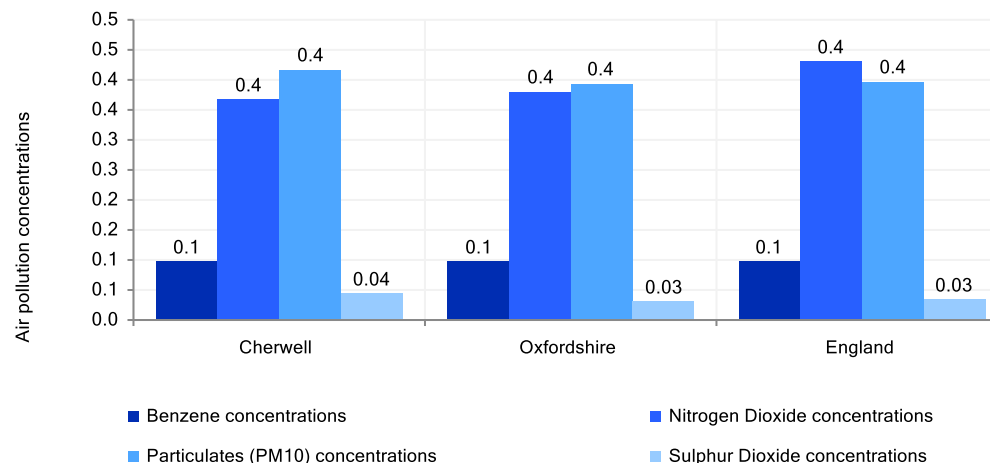 0.5
0.5
0.4
0.4
0.3
0.3
0.2
0.2
0.1
0.1
0.0
Air pollution concentrations
0.1 0.4 0.4 0.04
0.1 0.4 0.4 0.03
0.1 0.4 0.4 0.03
Cherwell Oxfordshire England
Benzene concentrations Nitrogen Dioxide concentrations
Particulates (PM10) concentrations Sulphur Dioxide concentrations